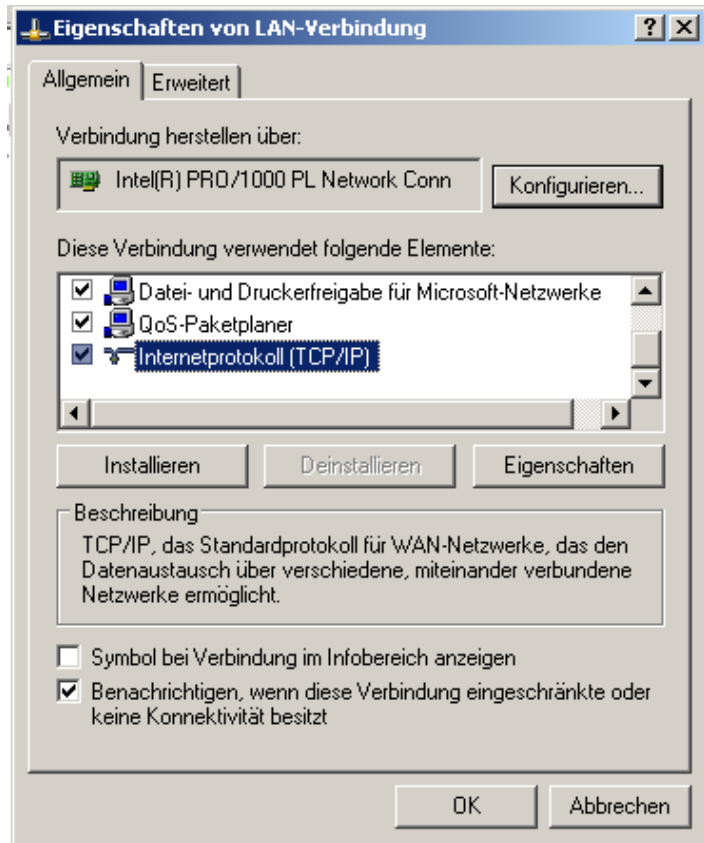 Eigenschaften von LAN-Verbindung
Allgemein
Erweitert
Verbindung herstellen über:
Intel(R) PRO/1000 PL Network Conn
Konfigurieren...
Diese Verbindung verwendet folgende Elemente:
Datei- und Druckerfreigabe für Microsoft-Netzwerke
QoS-Paketplaner
Internetprotokoll (TCP/IP)
Installieren
Deinstallieren
Eigenschaften
Beschreibung
TCP/IP, das Standardprotokoll für WAN-Netzwerke, das den
Datenaustausch über verschiedene, miteinander verbundene
Netzwerke ermöglicht.
Symbol bei Verbindung im Infobereich anzeigen
Benachrichtigen, wenn diese Verbindung eingeschränkte oder
keine Konnektivität besitzt
OK
Abbrechen